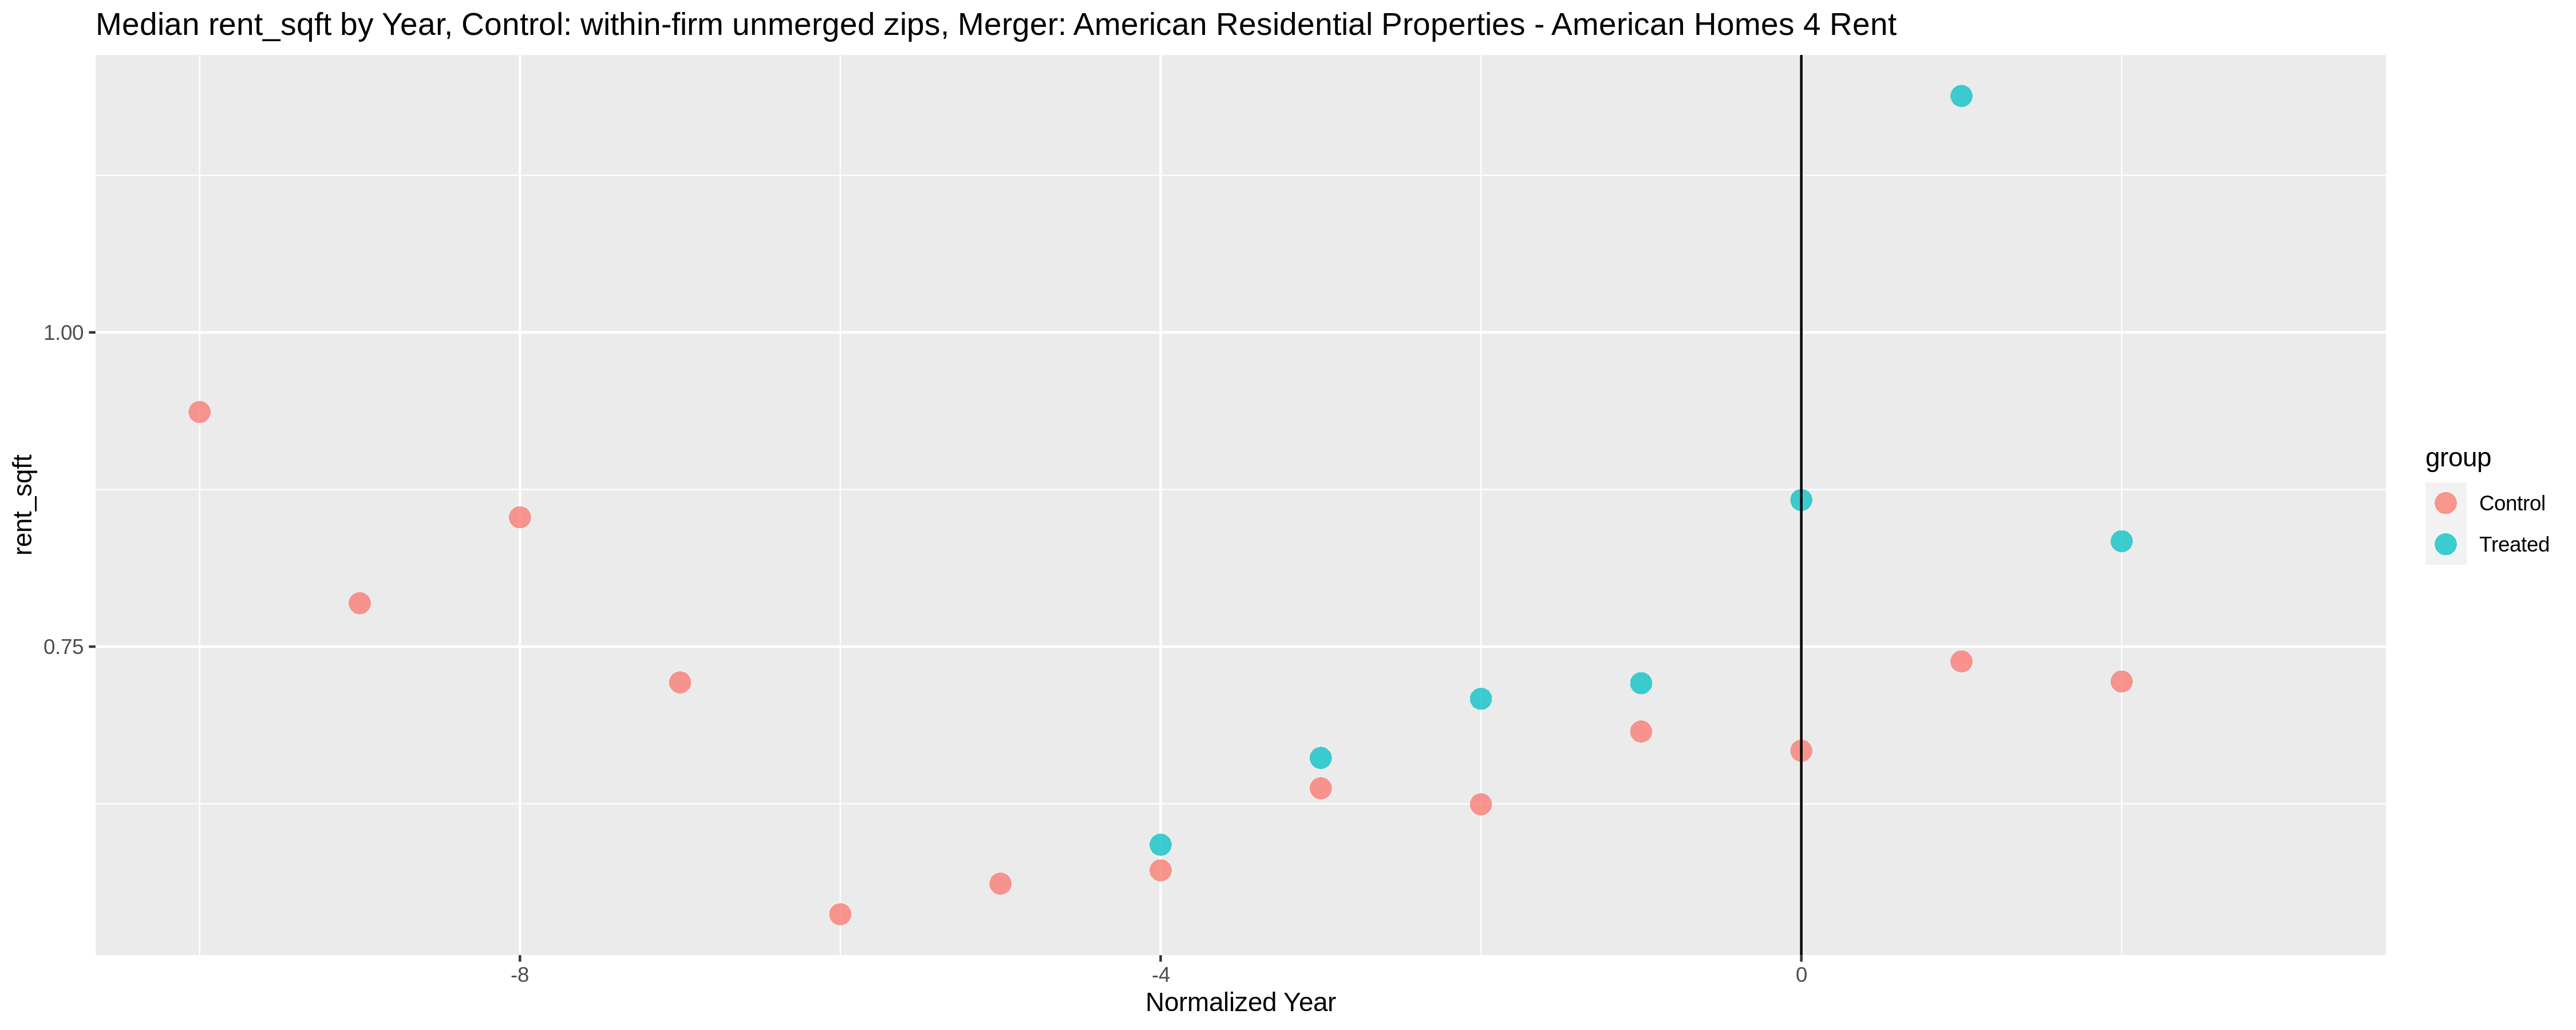 Median rent_sqft by Year, Control: within-firm unmerged zips, Merger: American Residential Properties - American Homes 4 Rent
1.00
0.75
rent_sqft
-8
-4
0
Normalized Year
group
Control
Treated